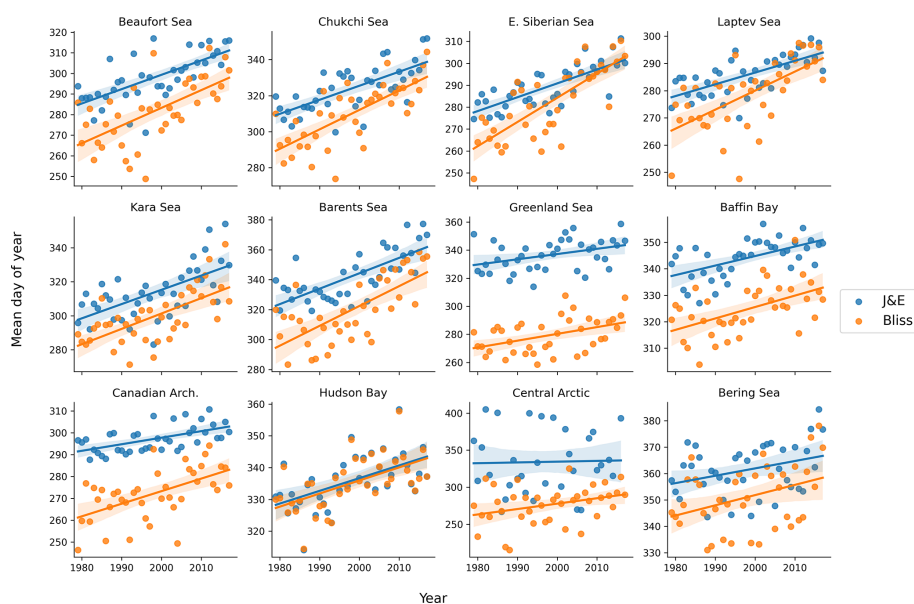 Beaufort Sea Chukchi Sea E. Siberian Sea Laptev Sea
320 310 300 290 280 270 260 250
350 340 320 300 280
310 300 290 280 270 260 250
300 290 280 270 260 250
Kara Sea Barents Sea Greenland Sea Baffin Bay
340 320 300 280
380 360 340 320 300 280
360 340 320 300 280 260
350 340 330 320 310
Mean day of year
J&E
Bliss
Canadian Arch. Hudson Bay Central Arctic Bering Sea
310 300 290 280 270 260 250
360 350 340 330 320
400 350 300 250
380 370 360 350 340 330
1980 1990 2000 2010 1980 1990 2000 2010 1980 1990 2000 2010 1980 1990 2000 2010
Year